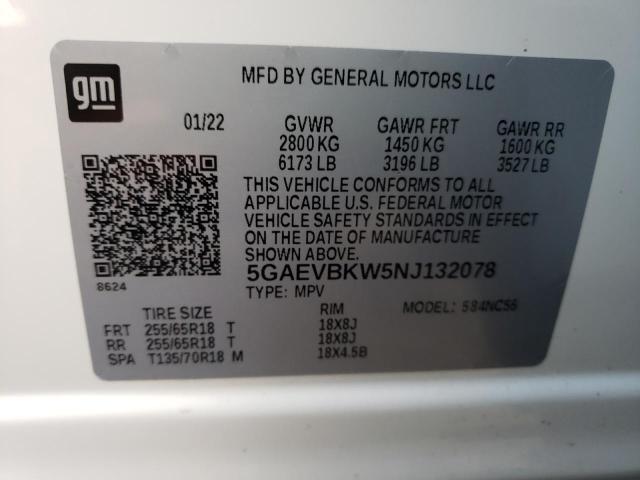 gm
MFD BY GENERAL MOTORS LLC
01/22 GVWR GAWR FRT GAWR RR
2800 KG 1450 KG 1600 KG
6173 LB 3196 LB 3527 LB
THIS VEHICLE CONFORMS TO ALL
APPLICABLE U.S. FEDERAL MOTOR
VEHICLE SAFETY STANDARDS IN EFFECT
ON THE DATE OF MANUFACTURE
SHOWN ABOVE.
8624
5GAEVBKW5NJ132078
TYPE: MPV MODEL: 584NC56
TIRE SIZE RIM
FRT 255/65R18 T 18X8J
RR 255/65R18 T 18X8J
SPA T135/70R18 M 18X4.5B